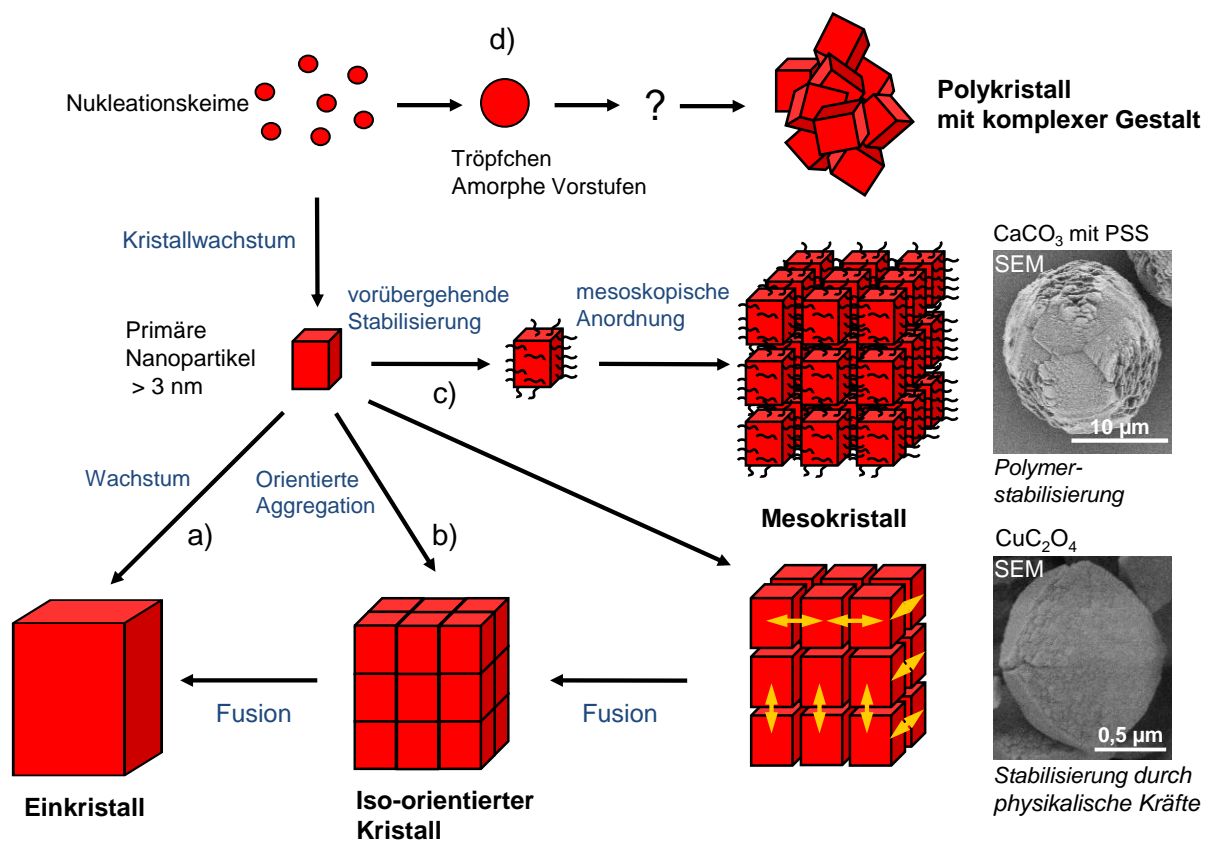 d)
Nukleationskeime
?
Polykristall
mit komplexer Gestalt
Tröpfchen
Amorphe Vorstufen
Kristallwachstum
CaCO₃ mit PSS
SEM
vorübergehende
Stabilisierung
mesoskopische
Anordnung
Primäre
Nanopartikel
> 3 nm
c)
10 µm
Polymer-
stabilisierung
Wachstum
Orientierte
Aggregation
Mesokristall
a)
b)
CuC₂O₄
SEM
Fusion
Fusion
0,5 µm
Einkristall
Iso-orientierter
Kristall
Stabilisierung durch
physikalische Kräfte